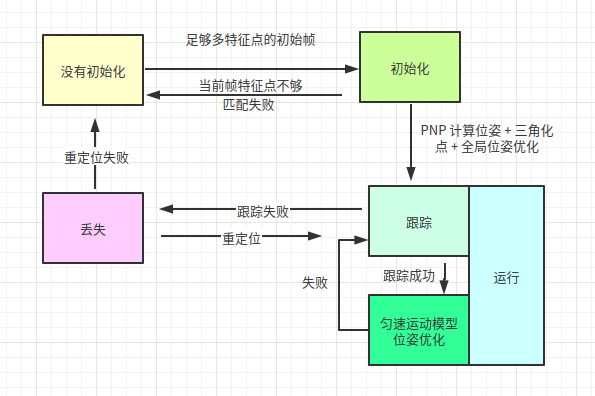 足够多特征点的初始帧
没有初始化
初始化
当前帧特征点不够
匹配失败
PNP 计算位姿 + 三角化
点 + 全局位姿优化
重定位失败
丢失
跟踪失败
重定位
跟踪
运行
失败
跟踪成功
匀速运动模型
位姿优化